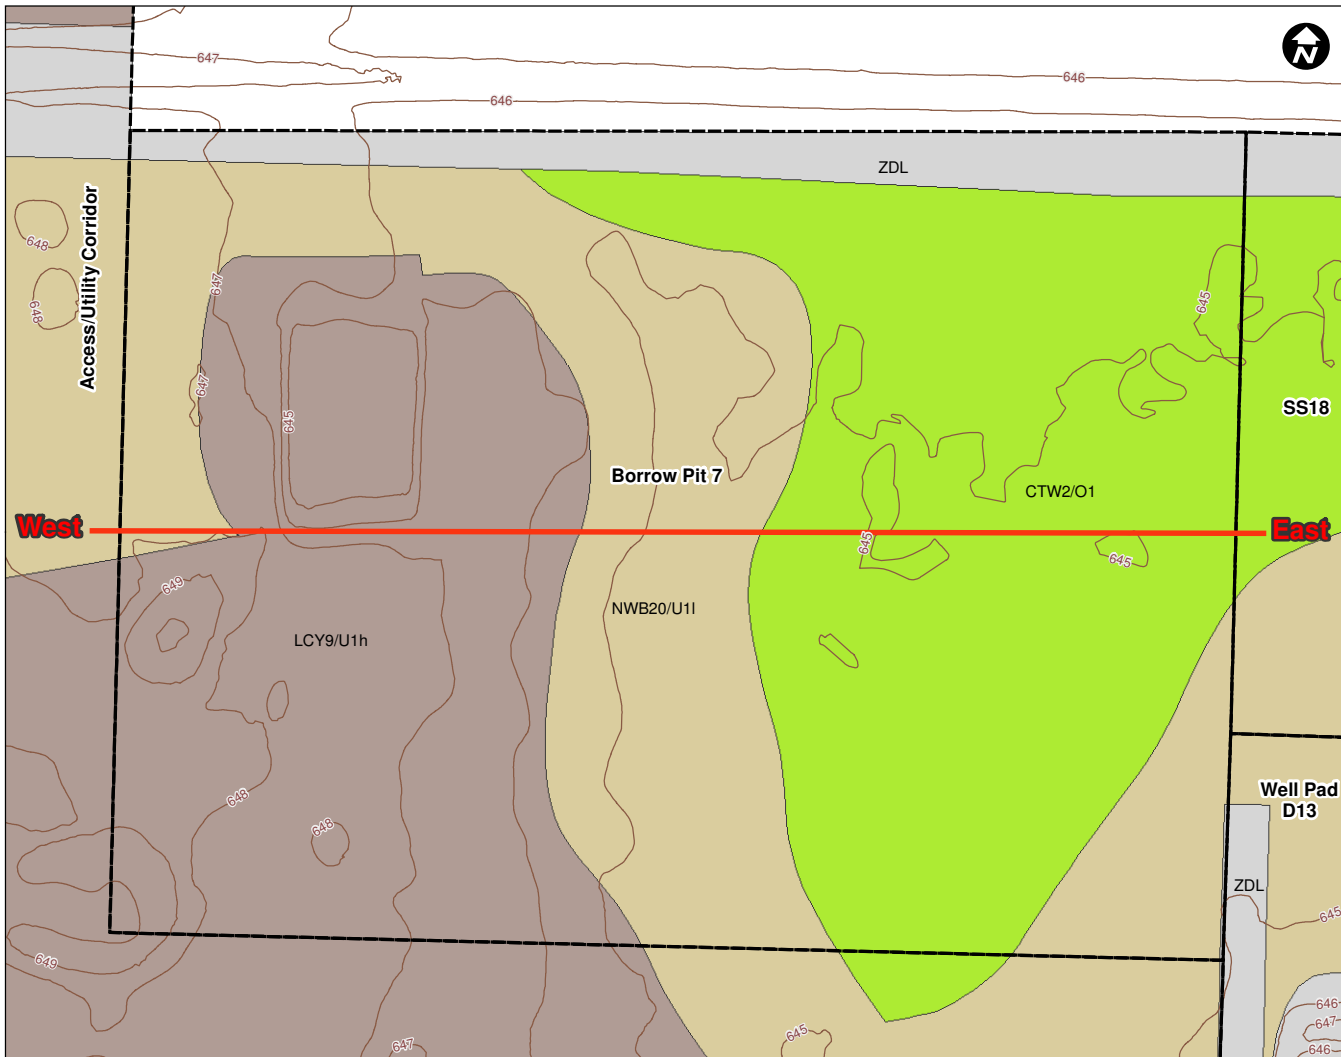 N
647
646
646
ZDL
Access/Utility Corridor
648
648
647
645
647
645
SS18
Borrow Pit 7
CTW2/O1
West
East
645
645
649
NWB20/U1l
LCY9/U1h
648
648
Well Pad
D13
ZDL
645
649
645
647
646
647
646